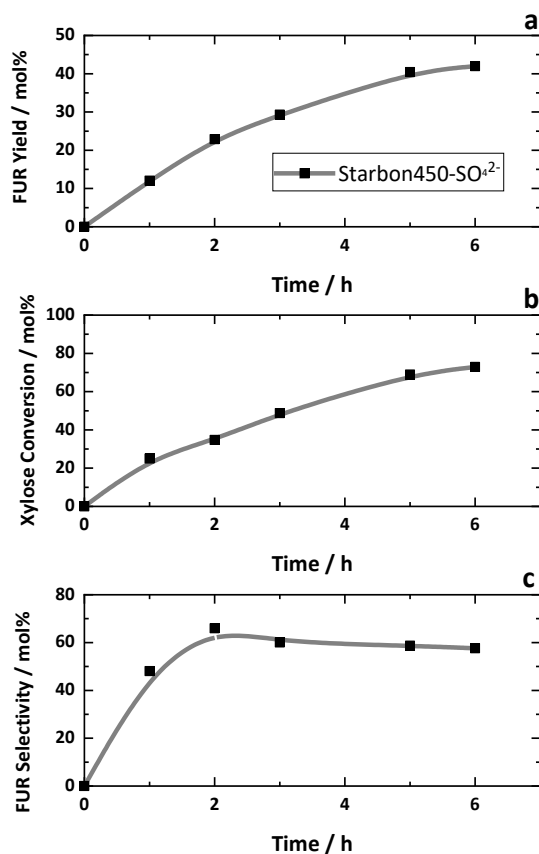 a
FUR Yield / mol%
50
40
30
20
10
0
Starbon450-SO₄²⁻
0 2 4 6
Time / h
b
Xylose Conversion / mol%
100
80
60
40
20
0
0 2 4 6
Time / h
c
FUR Selectivity / mol%
80
60
40
20
0
0 2 4 6
Time / h